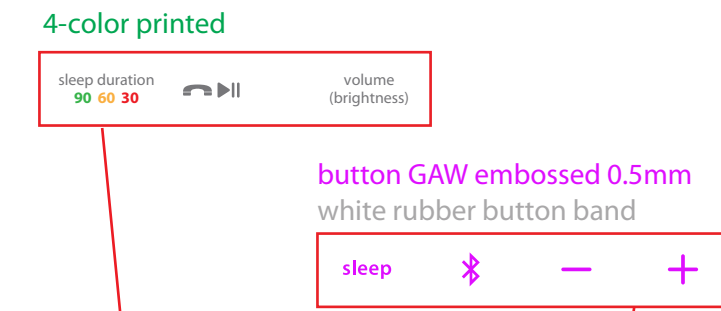 4-color printed
sleep duration
90 60 30
volume
(brightness)
button GAW embossed 0.5mm
white rubber button band
sleep